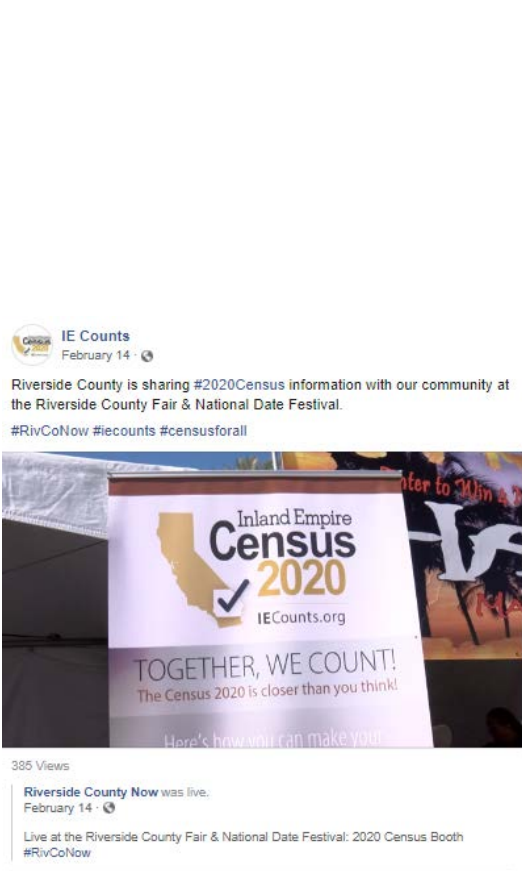 IE Counts
February 14 ·
Riverside County is sharing #2020Census information with our community at
the Riverside County Fair & National Date Festival.
#RivCoNow #iecounts #censusforall
Enter to Win a
Inland Empire
Census
2020
IECounts.org
TOGETHER, WE COUNT!
The Census 2020 is closer than you think!
Here's how you can make your
385 Views
Riverside County Now was live.
February 14 ·
Live at the Riverside County Fair & National Date Festival: 2020 Census Booth
#RivCoNow